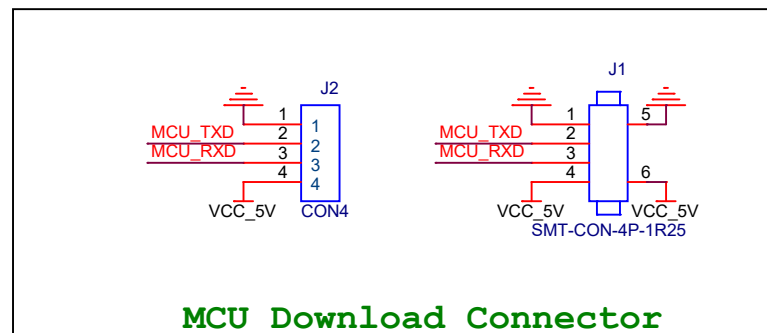 J2
1
MCU_TXD
2
MCU_RXD
3
4
1
2
3
4
VCC_5V
CON4
J1
1
MCU_TXD
2
MCU_RXD
3
4
5
6
VCC_5V
VCC_5V
SMT-CON-4P-1R25
MCU Download Connector